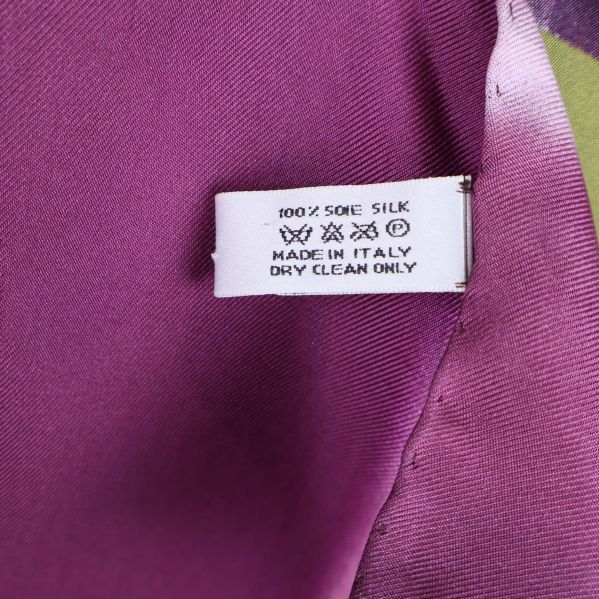 100% SOIE SILK
P
MADE IN ITALY
DRY CLEAN ONLY